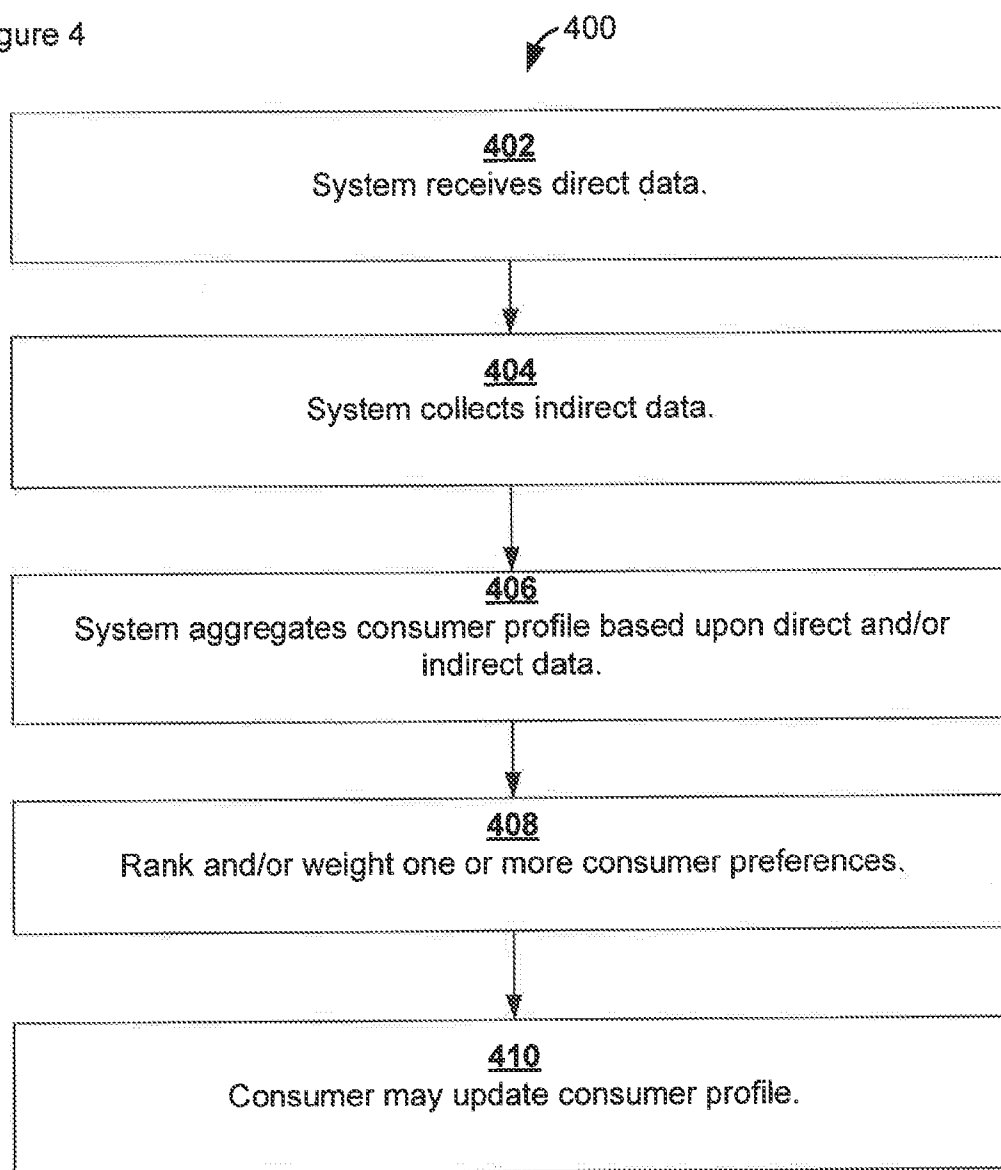 gure 4
400
402
System receives direct data.
404
System collects indirect data.
406
System aggregates consumer profile based upon direct and/or
indirect data.
408
Rank and/or weight one or more consumer preferences.
410
Consumer may update consumer profile.